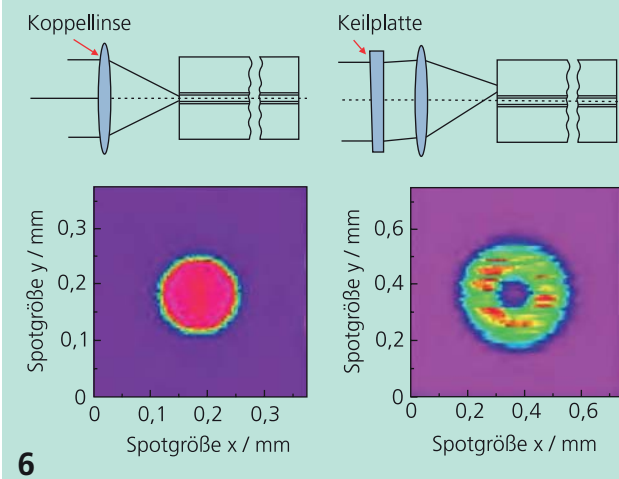 Koppellinse
Keilplatte
Spotgröße y / mm
0,3
0,2
0,1
0
0 0,1 0,2 0,3
Spotgröße x / mm
Spotgröße y / mm
0,6
0,4
0,2
0
0 0,2 0,4 0,6
Spotgröße x / mm
6